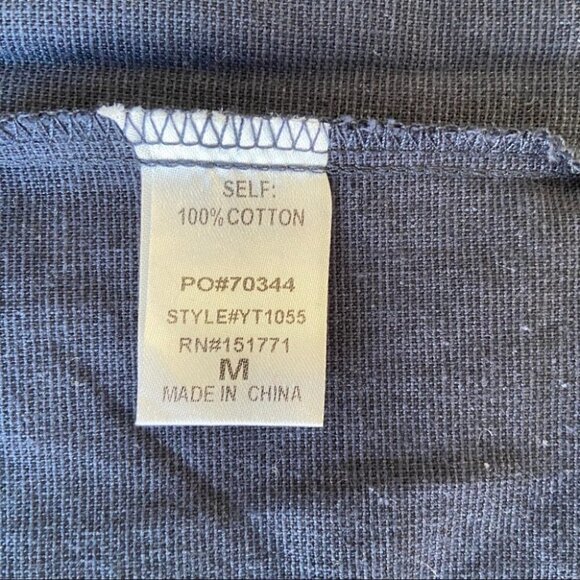 SELF:
100% COTTON
PO#70344
STYLE#YT1055
RN#151771
M
MADE IN CHINA